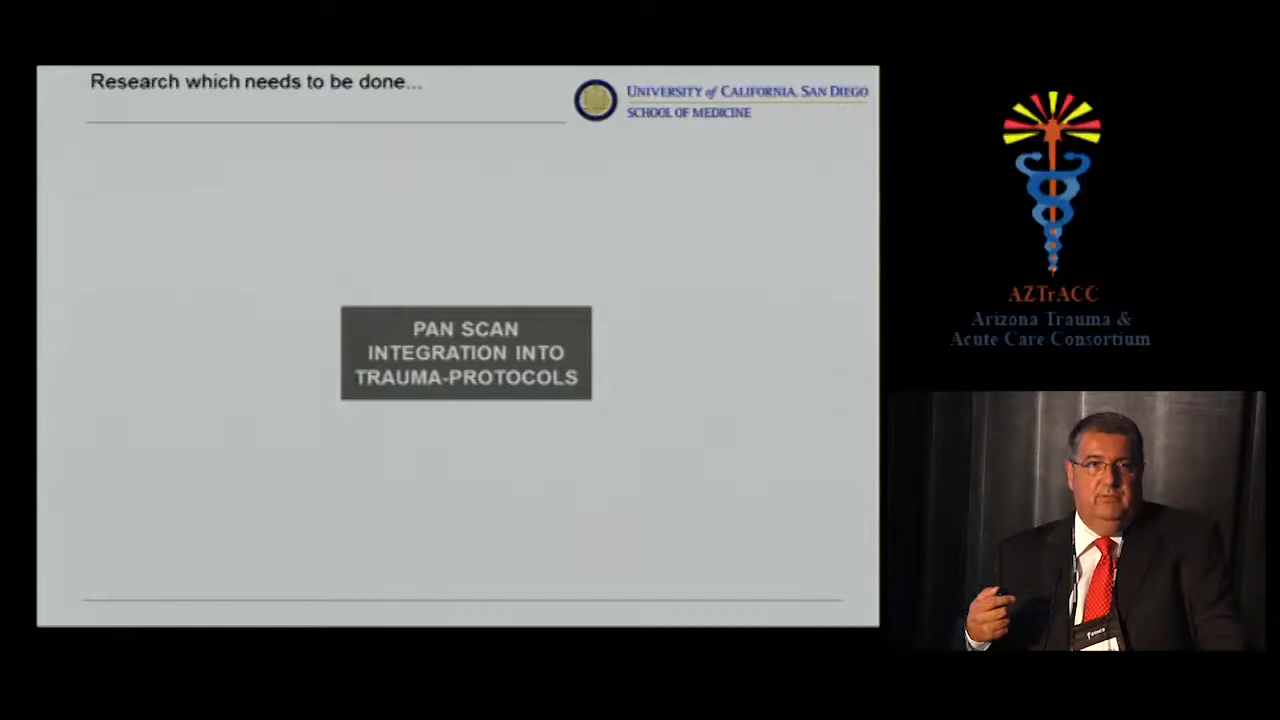 Research which needs to be done...
UNIVERSITY of CALIFORNIA, SAN DIEGO
SCHOOL OF MEDICINE
PAN SCAN
INTEGRATION INTO
TRAUMA-PROTOCOLS
AZTrACC
Arizona Trauma &
Acute Care Consortium